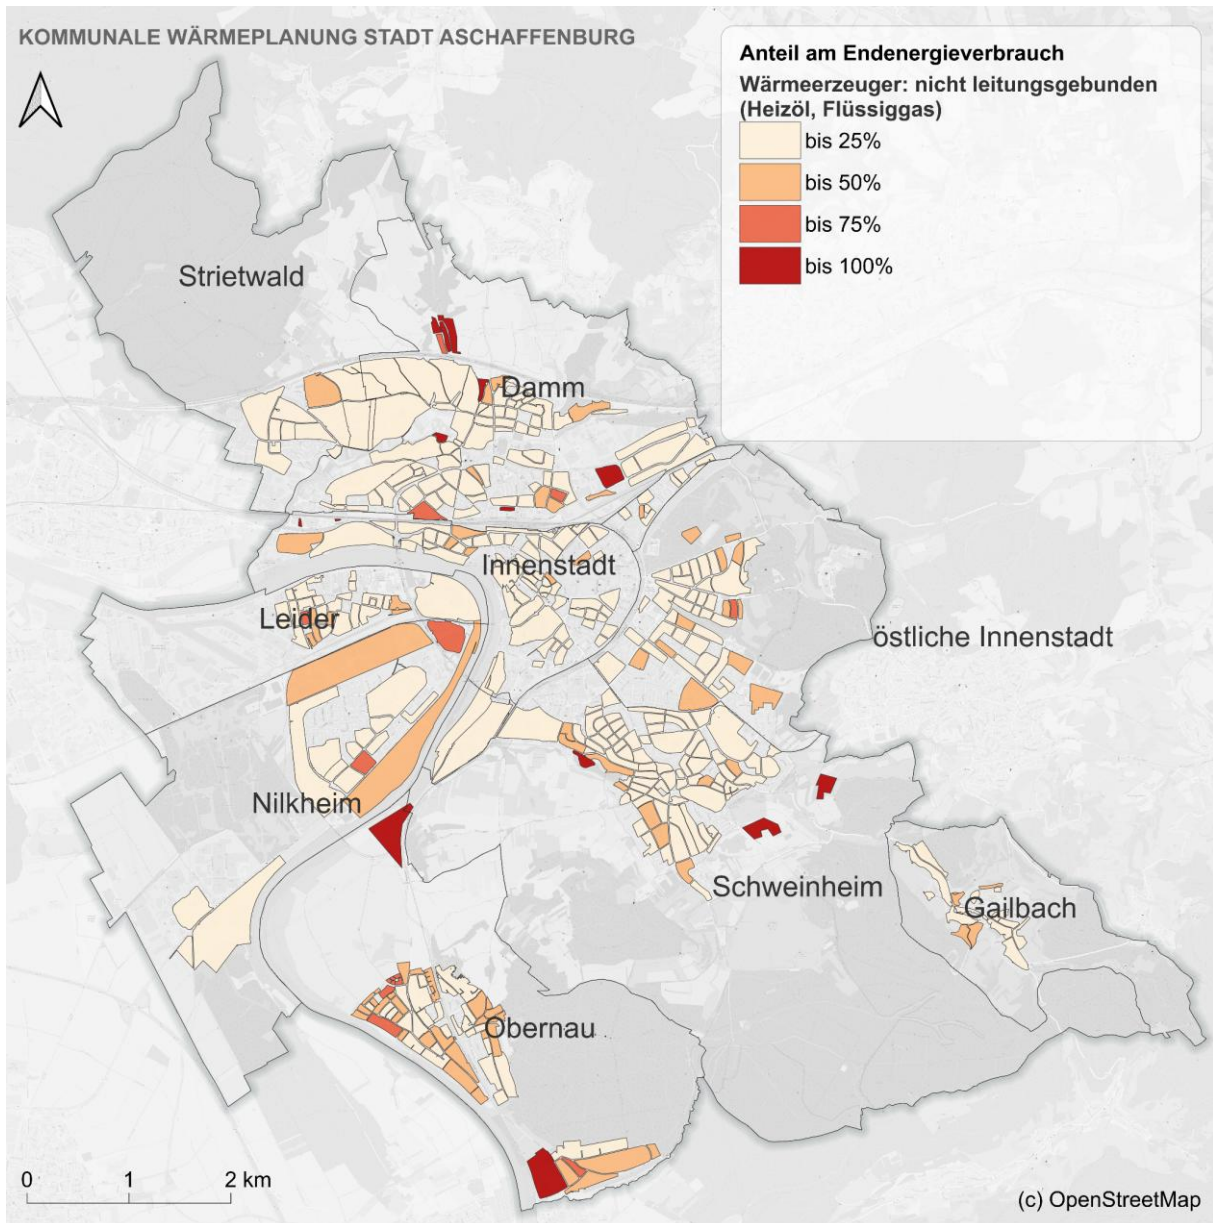 KOMMUNALE WÄRMEPLANUNG STADT ASCHAFFENBURG
Anteil am Endenergieverbrauch
Wärmeerzeuger: nicht leitungsgebunden
(Heizöl, Flüssiggas)
bis 25%
bis 50%
bis 75%
bis 100%
Strietwald
Damm
Innenstadt
Leider
östliche Innenstadt
Nilkheim
Schweinheim
Gailbach
Obernau
0 1 2 km
(c) OpenStreetMap